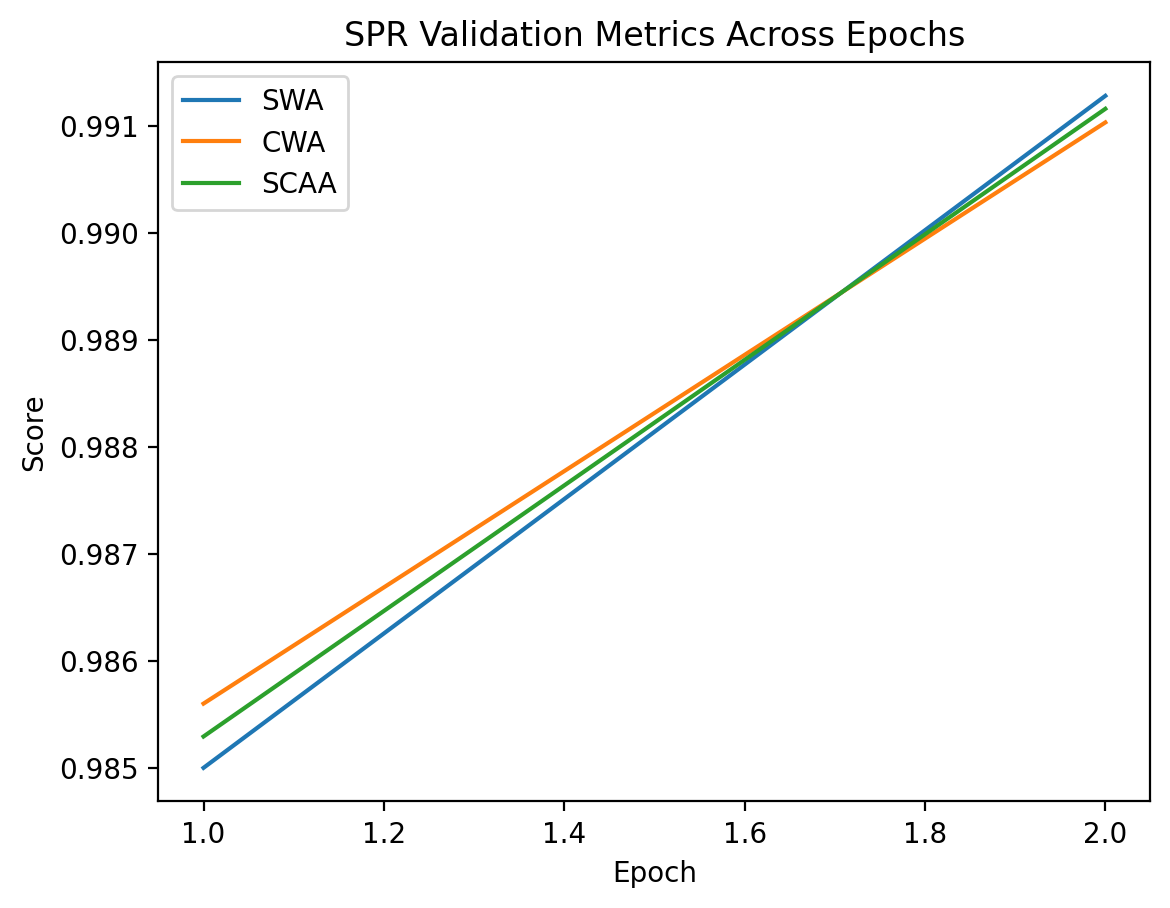 SPR Validation Metrics Across Epochs
SWA
CWA
SCAA
0.991
0.990
0.989
0.988
0.987
0.986
0.985
Score
1.0 1.2 1.4 1.6 1.8 2.0
Epoch